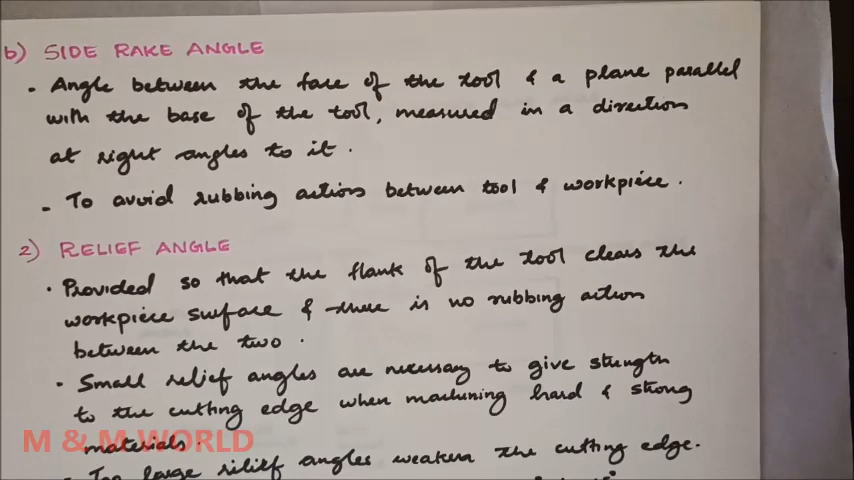 b) SIDE RAKE ANGLE
• Angle between the face of the tool & a plane parallel
with the base of the tool, measured in a direction
at right angles to it.
- To avoid rubbing actions between tool & workpiece.
2) RELIEF ANGLE
• Provided so that the flank of the tool clears the
workpiece surface & there is no rubbing action
between the two.
• Small relief angles are necessary to give strength
to the cutting edge when machining hard & strong
materials.
M & M WORLD
• Too large relief angles weaken the cutting edge.